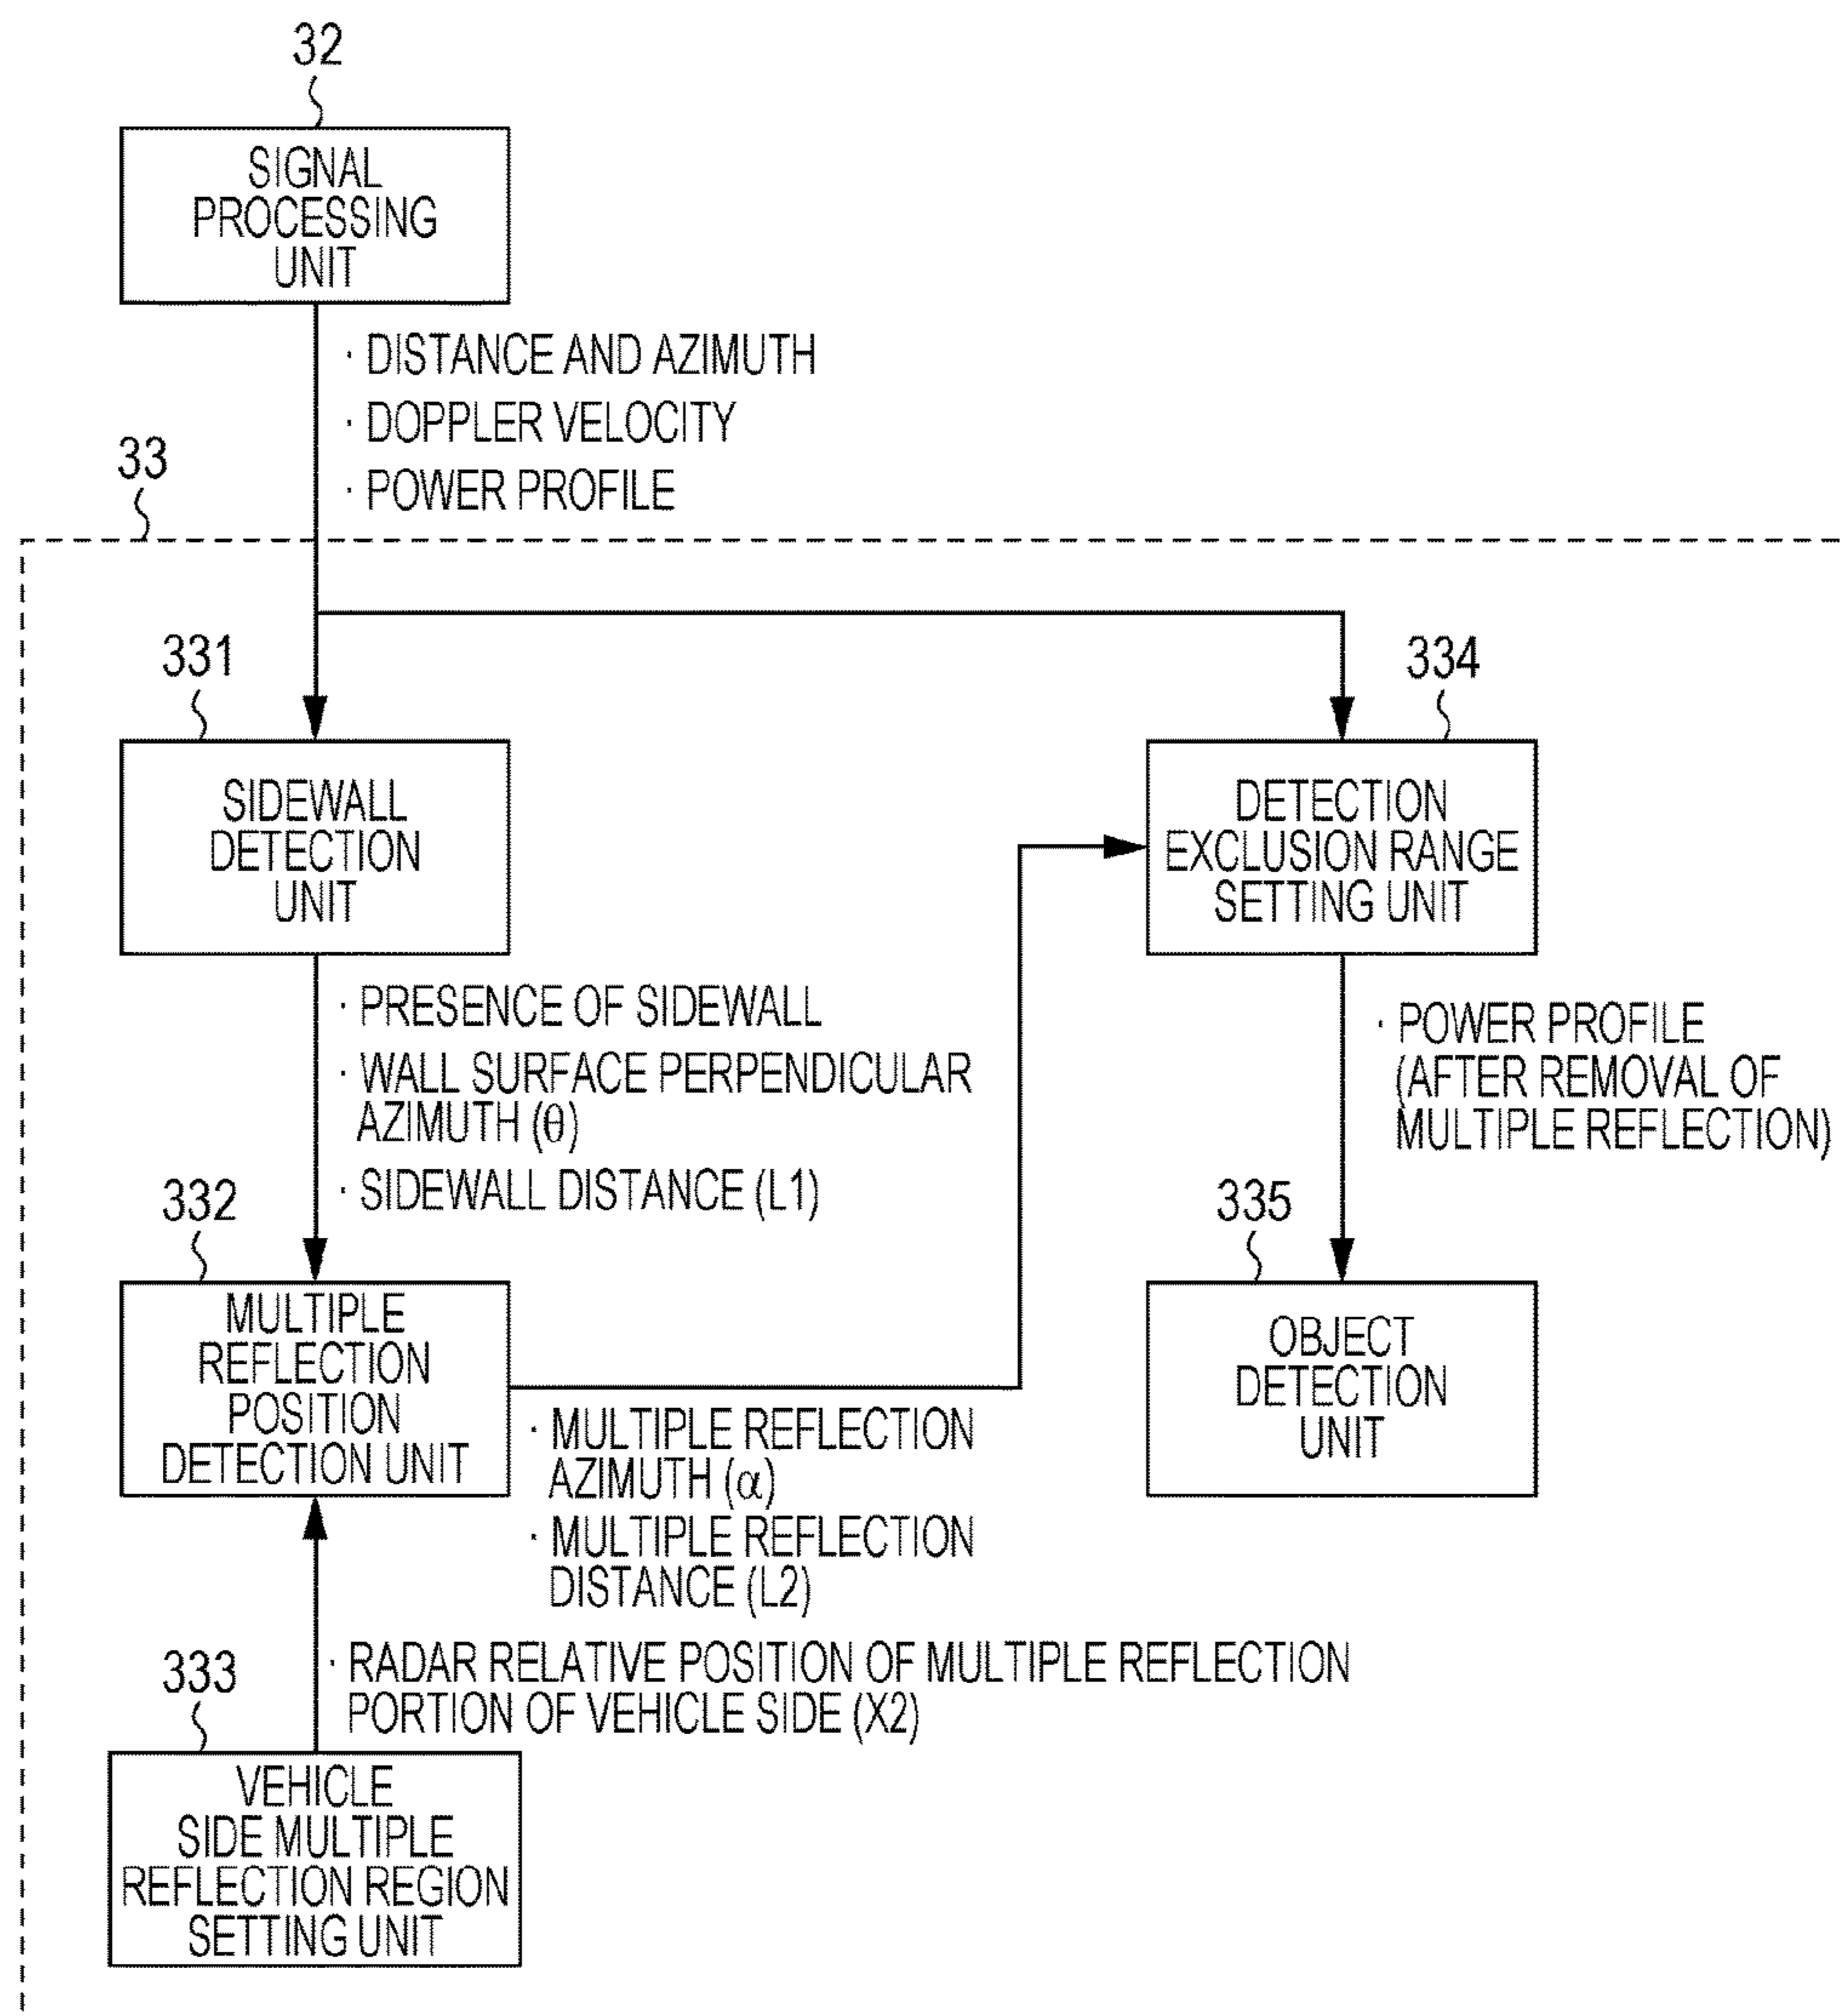 32
SIGNAL
PROCESSING
UNIT
· DISTANCE AND AZIMUTH
· DOPPLER VELOCITY
· POWER PROFILE
33
331
SIDEWALL
DETECTION
UNIT
334
DETECTION
EXCLUSION RANGE
SETTING UNIT
· PRESENCE OF SIDEWALL
· WALL SURFACE PERPENDICULAR
AZIMUTH (θ)
· SIDEWALL DISTANCE (L1)
· POWER PROFILE
(AFTER REMOVAL OF
MULTIPLE REFLECTION)
332
MULTIPLE
REFLECTION
POSITION
DETECTION UNIT
335
OBJECT
DETECTION
UNIT
· MULTIPLE REFLECTION
AZIMUTH (α)
· MULTIPLE REFLECTION
DISTANCE (L2)
· RADAR RELATIVE POSITION OF MULTIPLE REFLECTION
PORTION OF VEHICLE SIDE (X2)
333
VEHICLE
SIDE MULTIPLE
REFLECTION REGION
SETTING UNIT